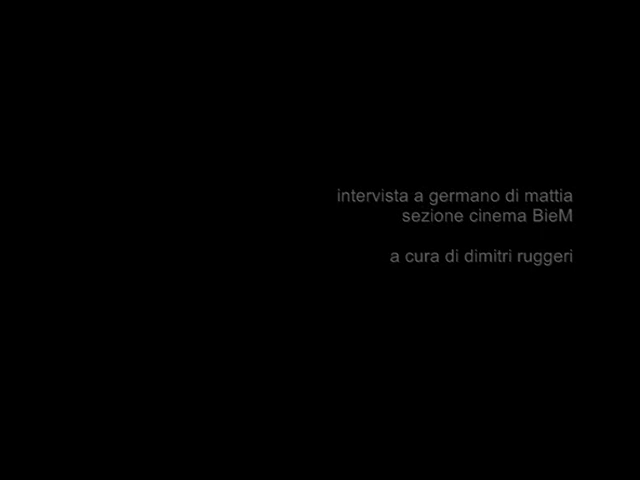 intervista a germano di mattia
sezione cinema BieM
a cura di dimitri ruggeri